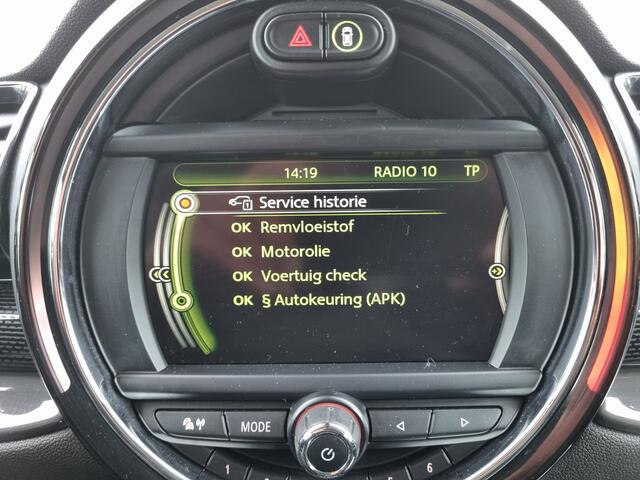 14:19 RADIO 10 TP
Service historie
OK Remvloeistof
OK Motorolie
OK Voertuig check
OK § Autokeuring (APK)
MODE
1 6